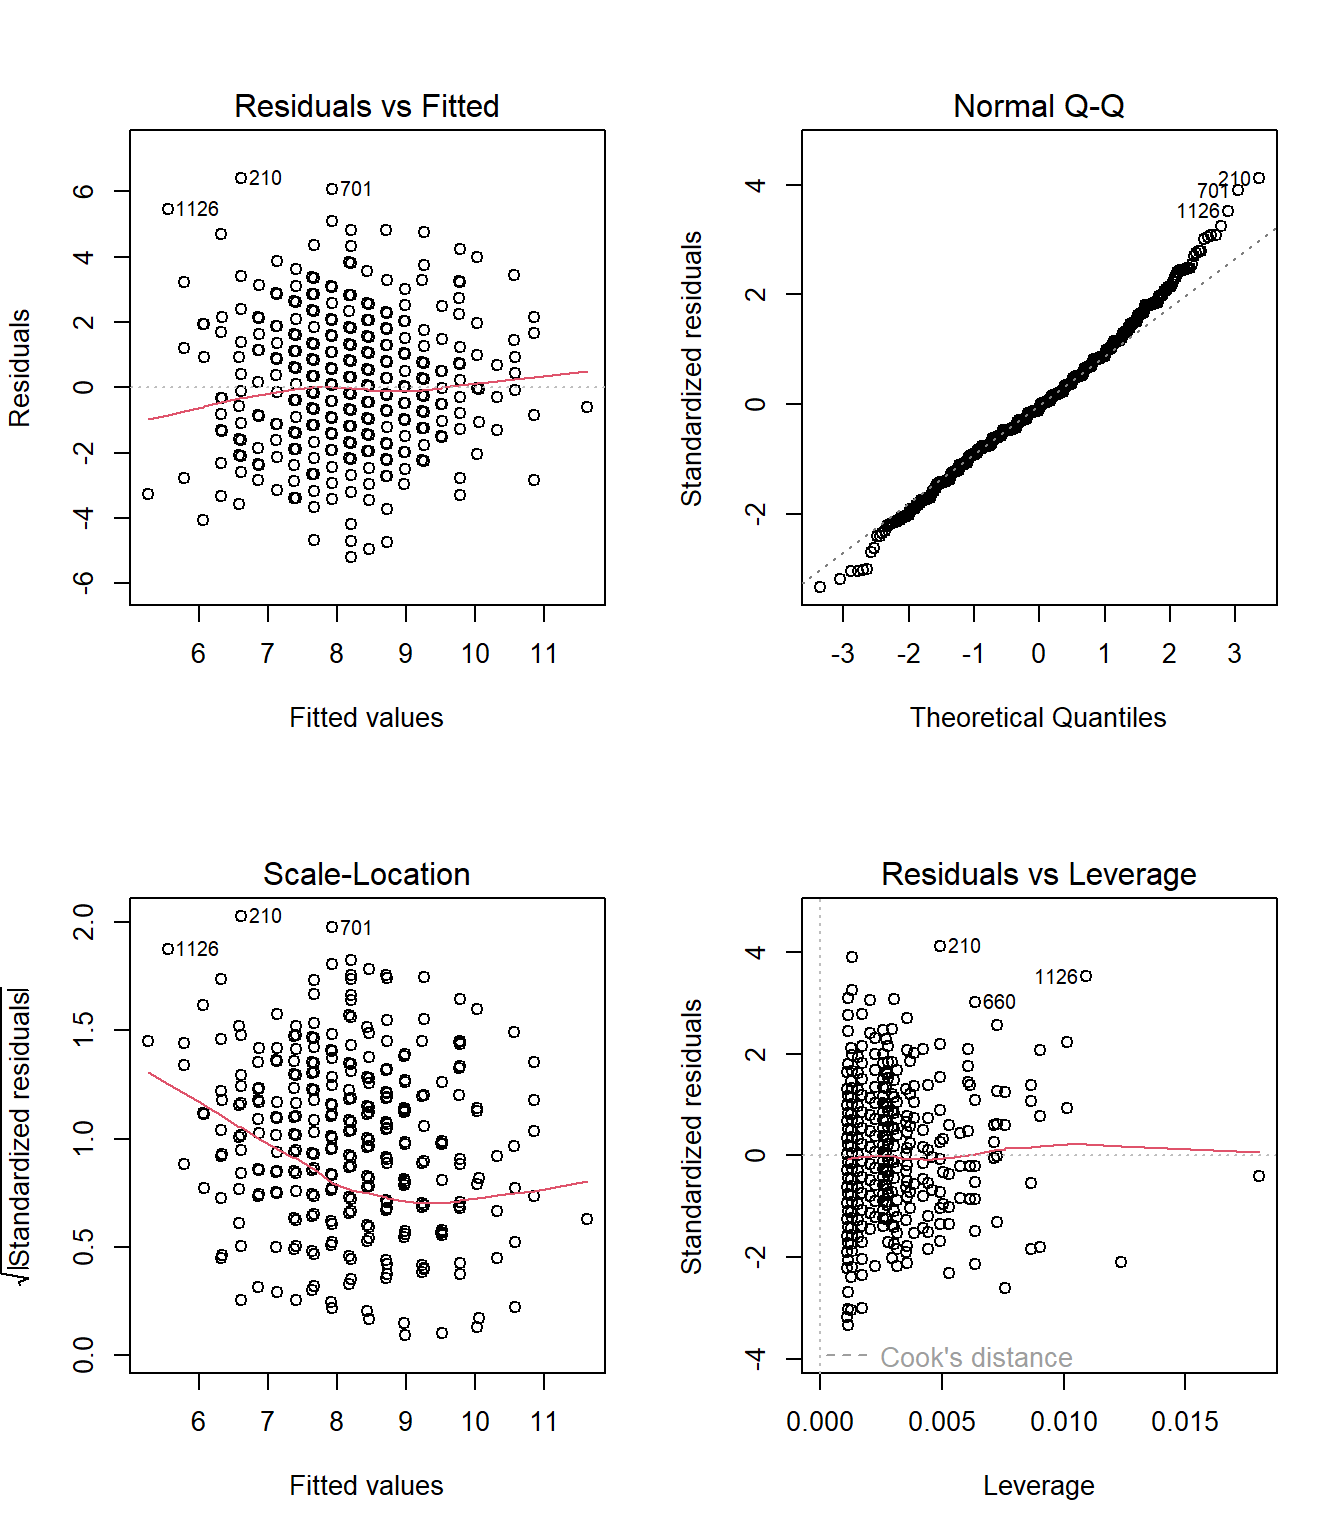 Residuals vs Fitted
Residuals
6
4
2
0
-2
-4
-6
210
701
1126
6 7 8 9 10 11
Fitted values
Normal Q-Q
Standardized residuals
4
2
0
-2
210
701
1126
-3 -2 -1 0 1 2 3
Theoretical Quantiles
Scale-Location
√|Standardized residuals|
2.0
1.5
1.0
0.5
0.0
210
701
1126
6 7 8 9 10 11
Fitted values
Residuals vs Leverage
Standardized residuals
4
2
0
-2
-4
210
1126
660
Cook's distance
0.000 0.005 0.010 0.015
Leverage